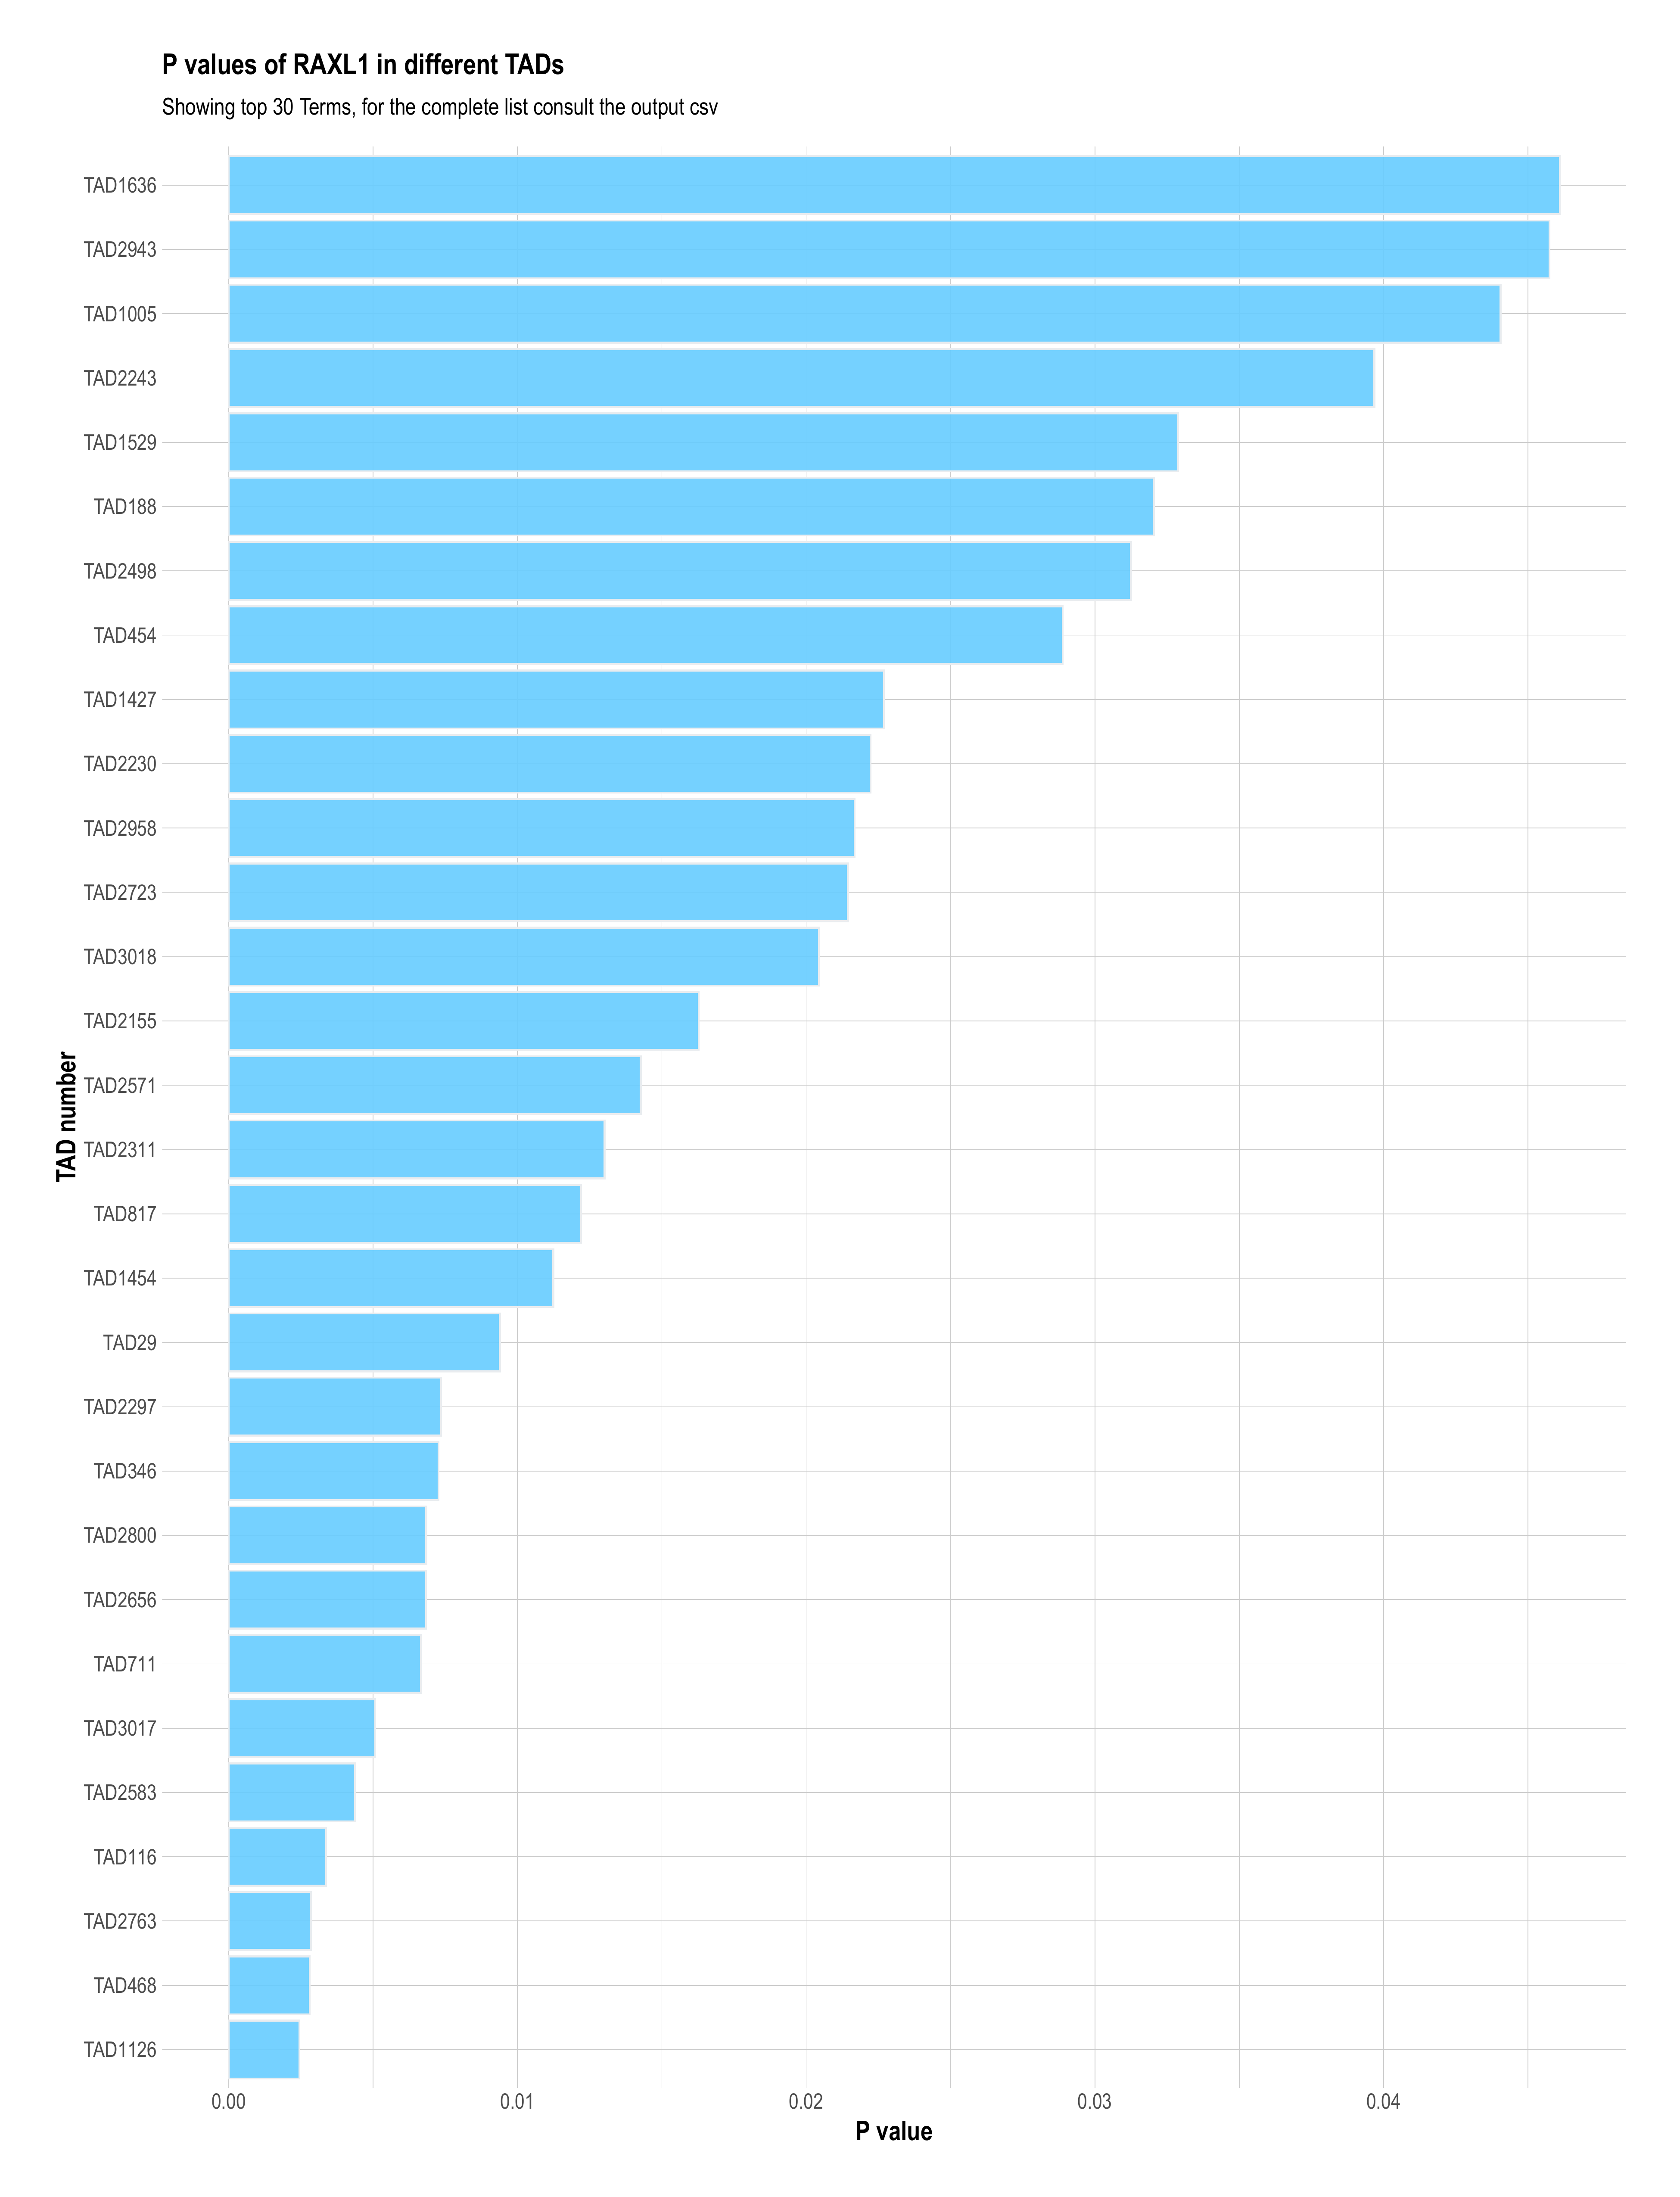 P values of RAXL1 in different TADs
Showing top 30 Terms, for the complete list consult the output csv
TAD number
TAD1636
TAD2943
TAD1005
TAD2243
TAD1529
TAD188
TAD2498
TAD454
TAD1427
TAD2230
TAD2958
TAD2723
TAD3018
TAD2155
TAD2571
TAD2311
TAD817
TAD1454
TAD29
TAD2297
TAD346
TAD2800
TAD2656
TAD711
TAD3017
TAD2583
TAD116
TAD2763
TAD468
TAD1126
0.00 0.01 0.02 0.03 0.04
P value